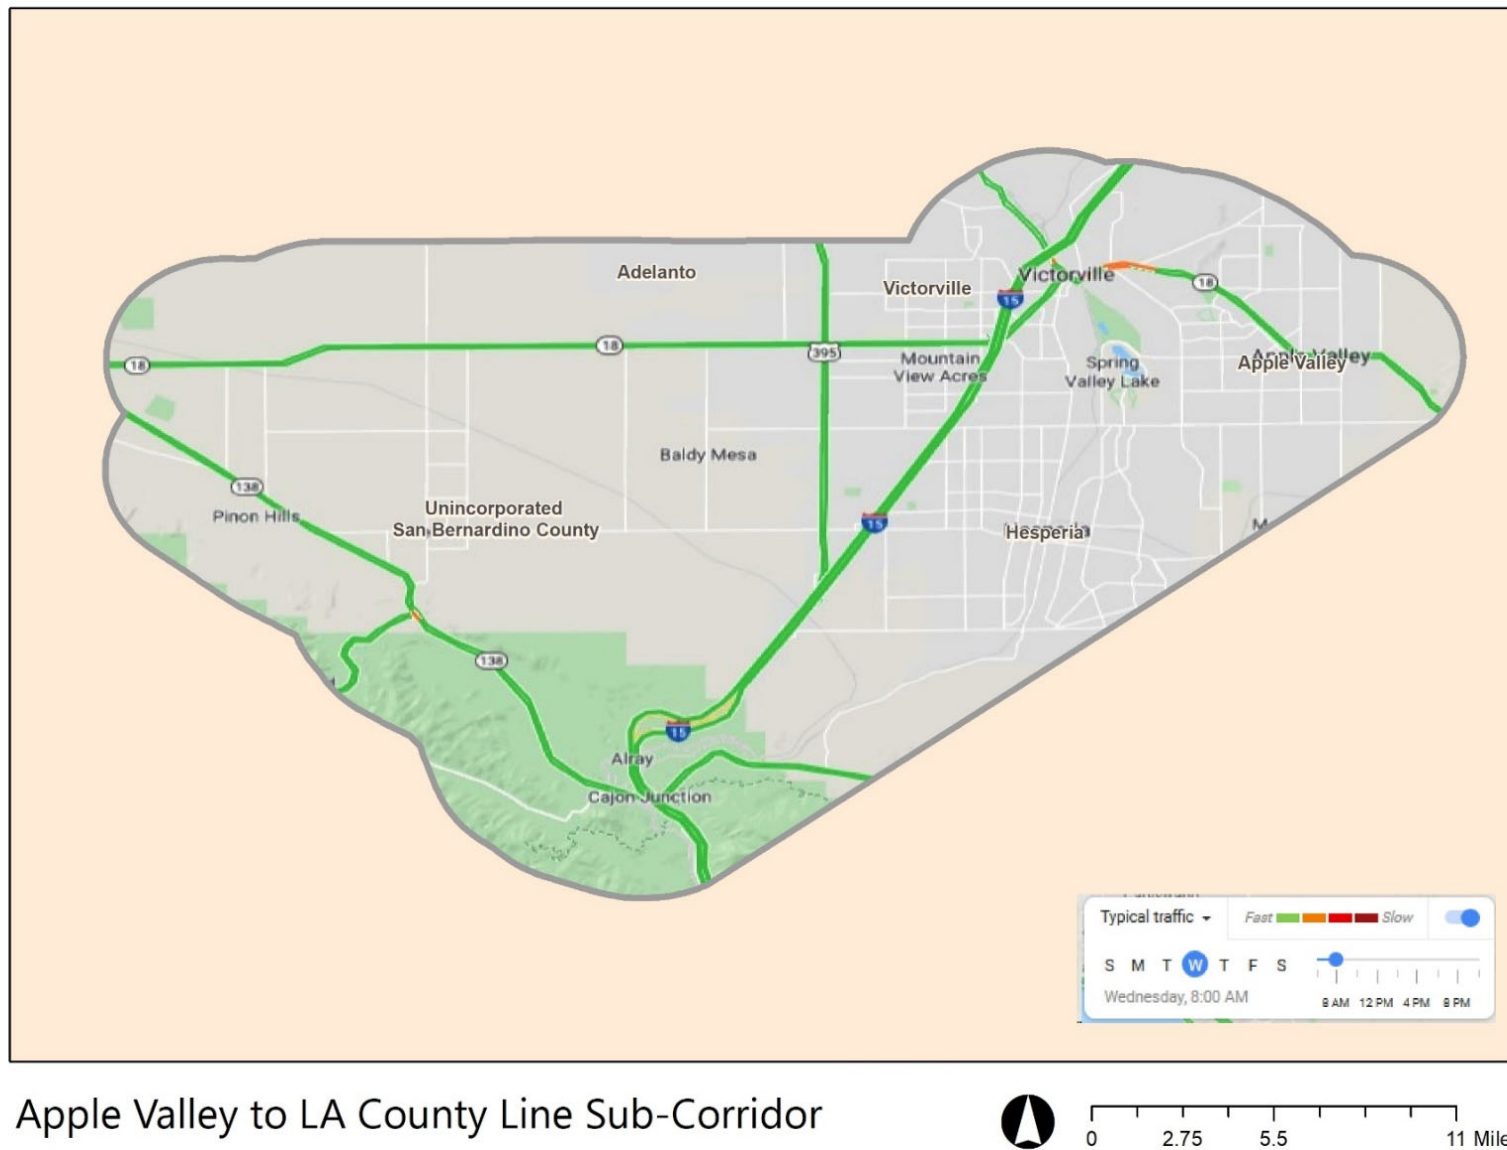 Adelanto
Victorville
Victorville
15
18
18
18
395
Mountain
View Acres
Spring
Valley Lake
Apple Valley
Apple Valley
Baldy Mesa
138
Pinon Hills
Unincorporated
San Bernardino County
15
Hesperia
M
138
15
Alray
Cajon Junction
Typical traffic
Fast
Slow
S M T W T F S
Wednesday, 8:00 AM
8 AM 12 PM 4 PM 8 PM
Apple Valley to LA County Line Sub-Corridor
0 2.75 5.5 11 Mile